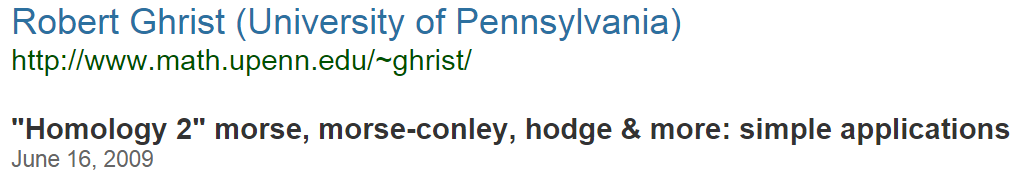 Robert Ghrist (University of Pennsylvania)
http://www.math.upenn.edu/~ghrist/
"Homology 2" morse, morse-conley, hodge & more: simple applications
June 16, 2009